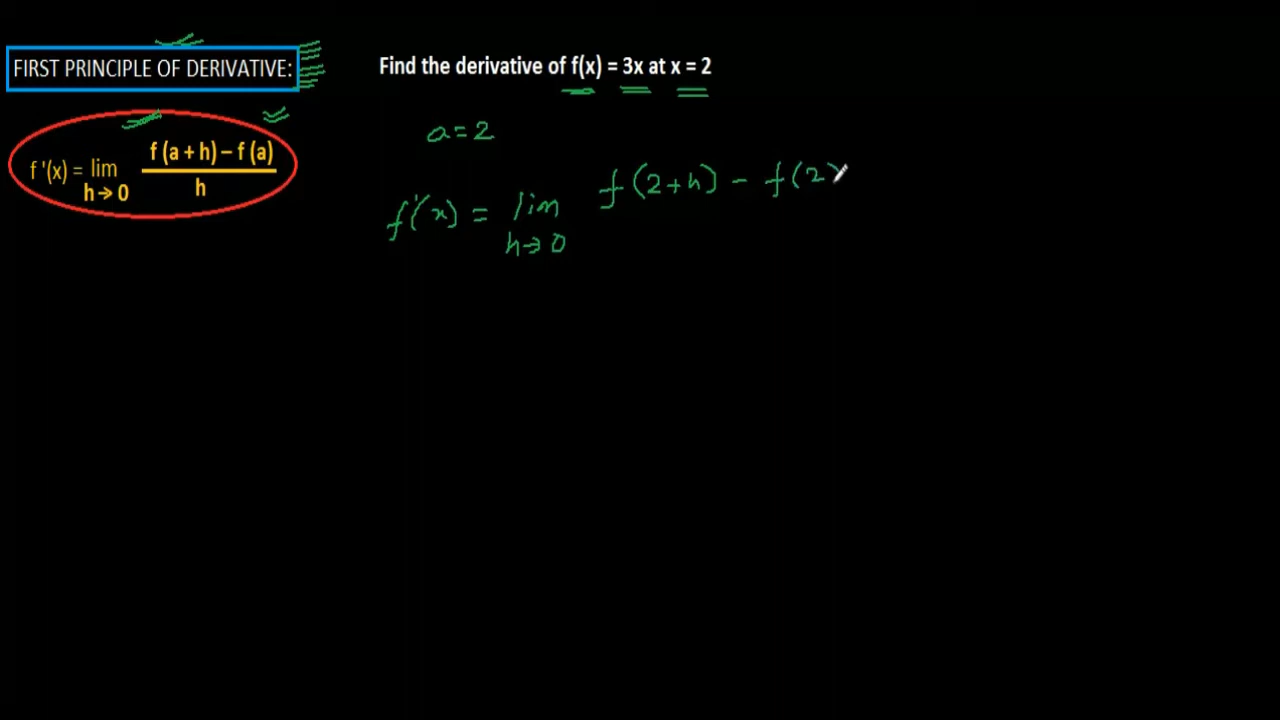 FIRST PRINCIPLE OF DERIVATIVE:
f '(x) = lim h→0 f (a + h) – f (a) / h
Find the derivative of f(x) = 3x at x = 2
a = 2
f'(x) = lim h→0 f(2+h) - f(2)